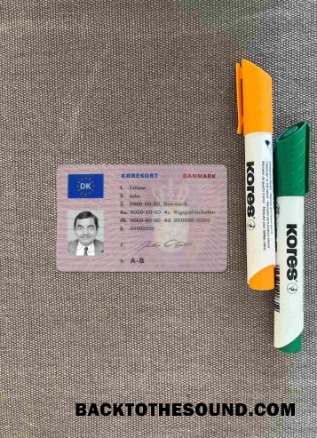 DK
KØREKORT DANMARK
1. Citizen
2. John
3. 0000-00-00, Danmark
4a. 0000-00-00 4c. Rigspolitichefen
4b. 0000-00-00 4d. 000000-0000
5. 00000000
7.
9. A-B
Kores
Kores
BACKTOTHESOUND.COM